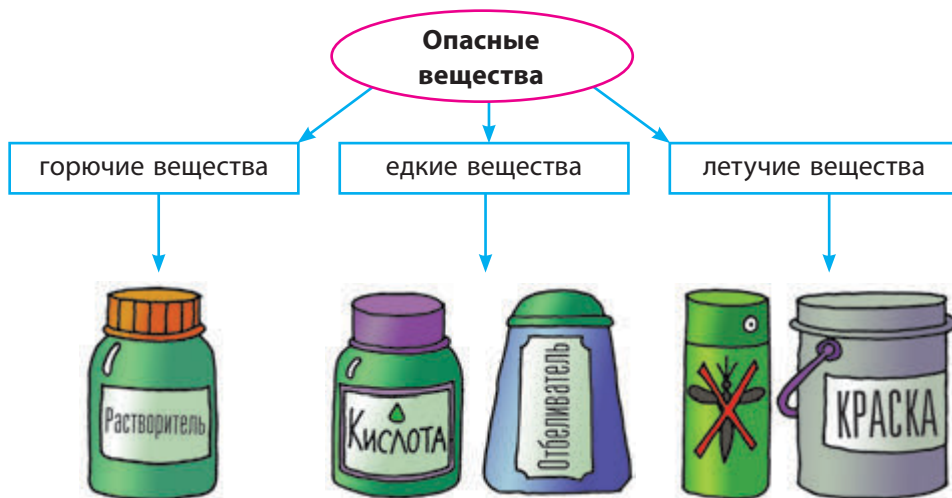 Опасные
вещества
горючие вещества
едкие вещества
летучие вещества
Растворитель
Кислота
Отбеливатель
КРАСКА